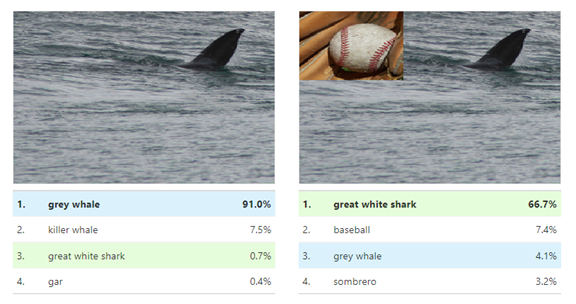 1. grey whale 91.0%
2. killer whale 7.5%
3. great white shark 0.7%
4. gar 0.4%
1. great white shark 66.7%
2. baseball 7.4%
3. grey whale 4.1%
4. sombrero 3.2%